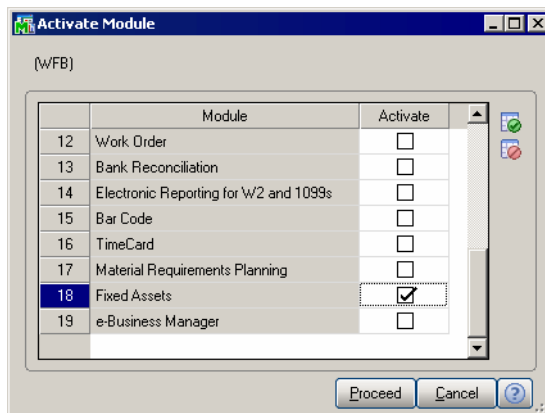 Activate Module
(WFB)
Module Activate
12 Work Order
13 Bank Reconciliation
14 Electronic Reporting for W2 and 1099s
15 Bar Code
16 TimeCard
17 Material Requirements Planning
18 Fixed Assets
19 e-Business Manager
Proceed Cancel ?